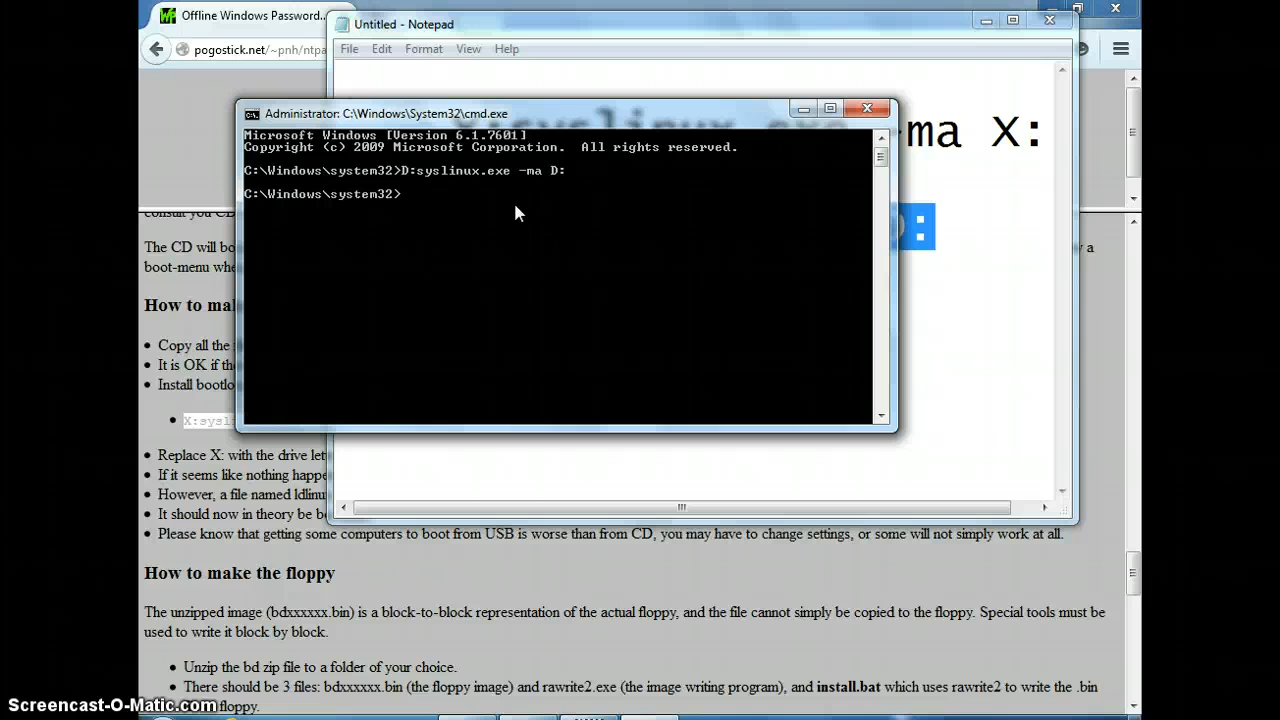 Offline Windows Password...
Untitled - Notepad
pogostick.net/~pnh/ntpa
File Edit Format View Help
-ma X:
Administrator: C:\Windows\System32\cmd.exe
Microsoft Windows [Version 6.1.7601]
Copyright (c) 2009 Microsoft Corporation.  All rights reserved.
C:\Windows\system32>D:syslinux.exe -ma D:
C:\Windows\system32>
consult you CD
The CD will bo
y a
boot-menu whe
How to mak
• Copy all the
• It is OK if the
• Install bootlo
• X:sysl
• Replace X: with the drive lett
• If it seems like nothing happe
• However, a file named ldlinu
• It should now in theory be b
• Please know that getting some computers to boot from USB is worse than from CD, you may have to change settings, or some will not simply work at all.
How to make the floppy
The unzipped image (bdxxxxxx.bin) is a block-to-block representation of the actual floppy, and the file cannot simply be copied to the floppy. Special tools must be
used to write it block by block.
• Unzip the bd zip file to a folder of your choice.
• There should be 3 files: bdxxxxxx.bin (the floppy image) and rawrite2.exe (the image writing program), and install.bat which uses rawrite2 to write the .bin
floppy.
Screencast-O-Matic.com